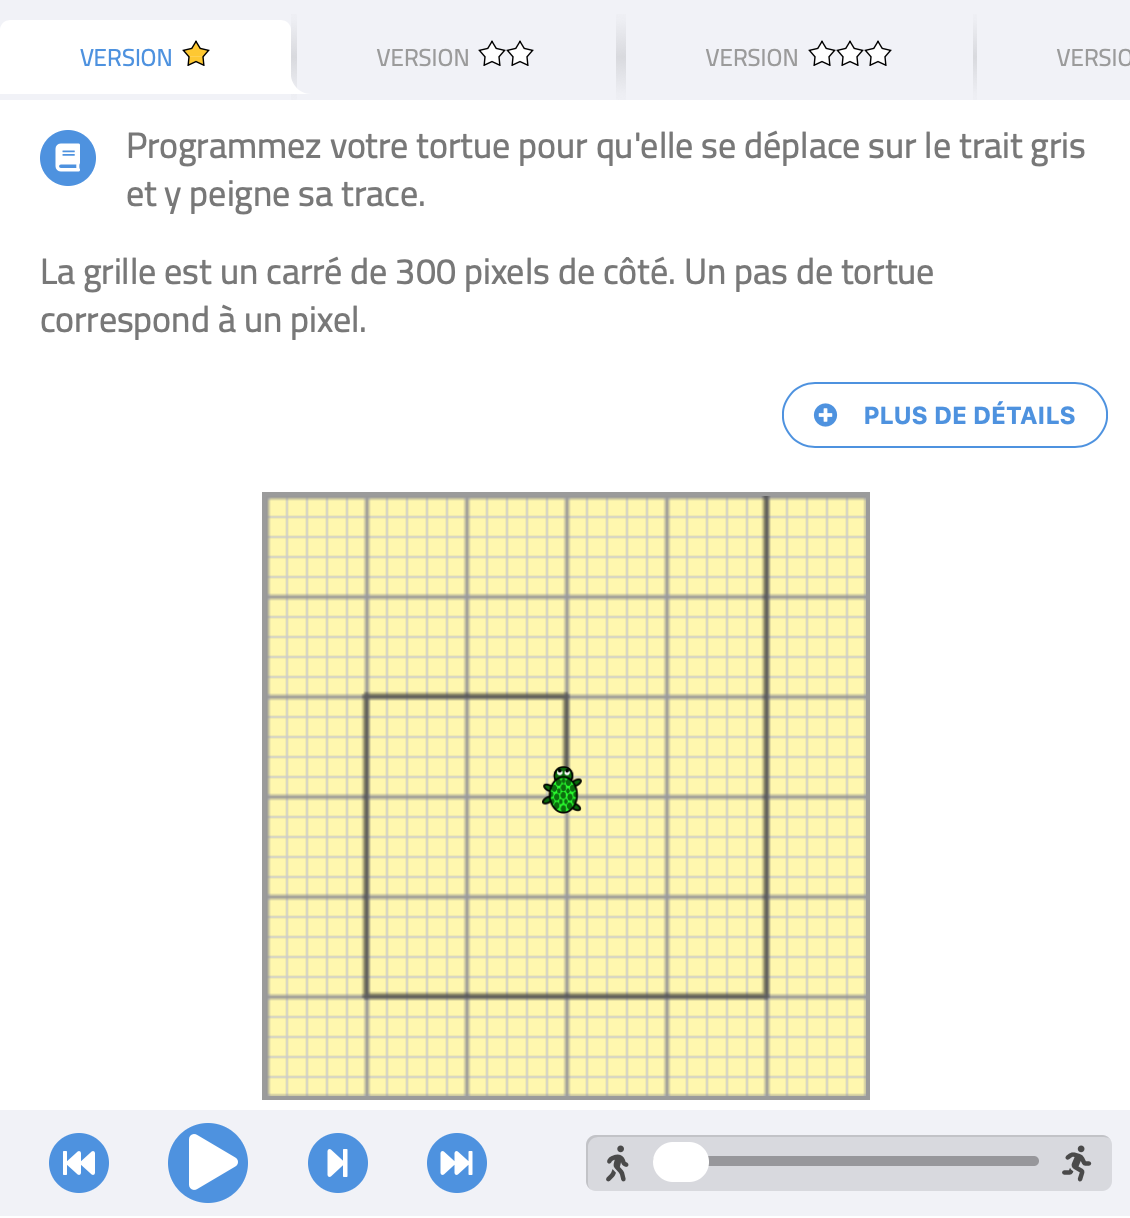 VERSION
VERSION
VERSION
VERSIO
Programmez votre tortue pour qu'elle se déplace sur le trait gris
et y peigne sa trace.
La grille est un carré de 300 pixels de côté. Un pas de tortue
correspond à un pixel.
PLUS DE DÉTAILS